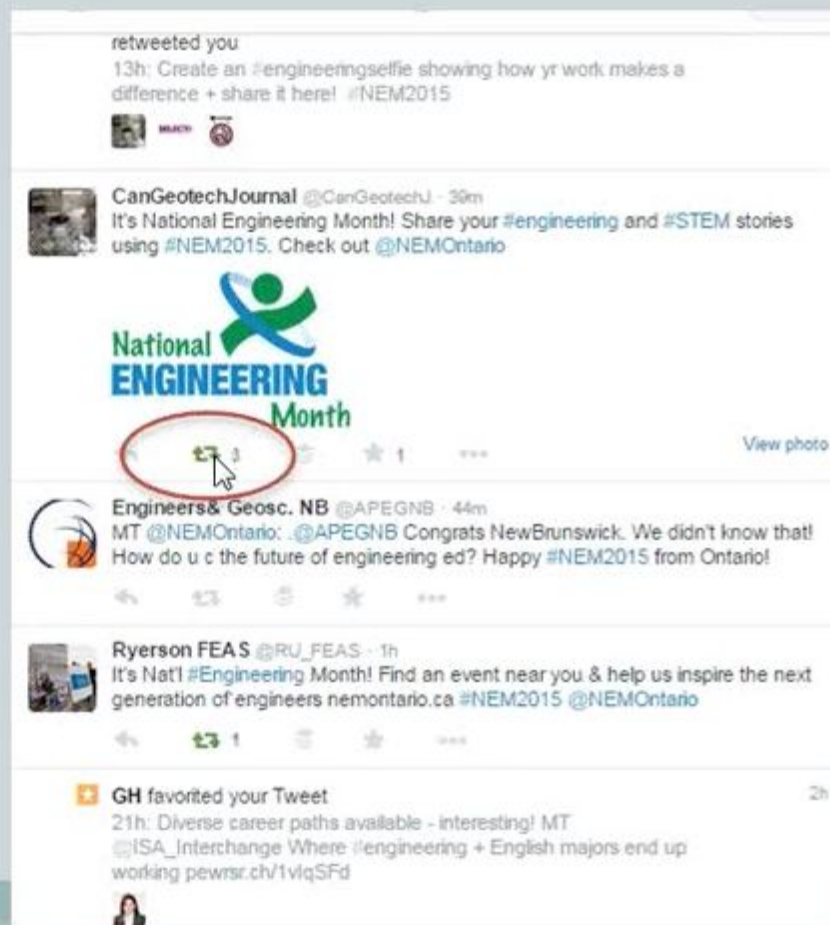 retweeted you
13h: Create an #engineeringselfie showing how yr work makes a
difference + share it here! #NEM2015
CanGeotechJournal @CanGeotechJ · 39m
It's National Engineering Month! Share your #engineering and #STEM stories
using #NEM2015. Check out @NEMOntario
National
ENGINEERING
Month
3
1
View photo
Engineers& Geosc. NB @APEGNB · 44m
MT @NEMOntario: .@APEGNB Congrats NewBrunswick. We didn't know that!
How do u c the future of engineering ed? Happy #NEM2015 from Ontario!
Ryerson FEAS @RU_FEAS · 1h
It's Nat'l #Engineering Month! Find an event near you & help us inspire the next
generation of engineers nemontario.ca #NEM2015 @NEMOntario
1
GH favorited your Tweet 2h
21h: Diverse career paths available - interesting! MT
@ISA_Interchange Where #engineering + English majors end up
working pewrsr.ch/1vIqSFd